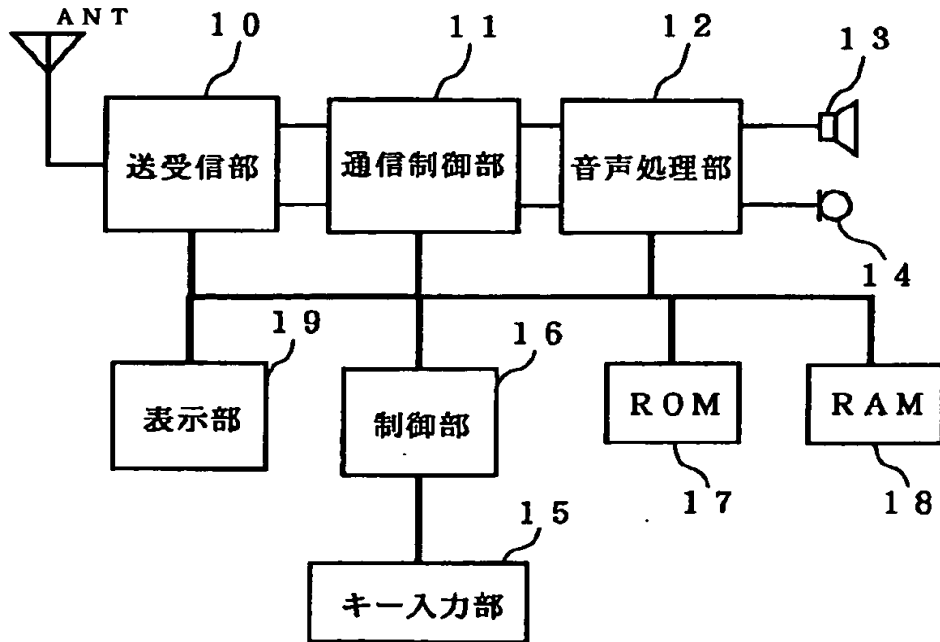 ANT
10
11
12
13
送受信部
通信制御部
音声処理部
14
19
16
表示部
制御部
ROM
RAM
17
18
15
キー入力部